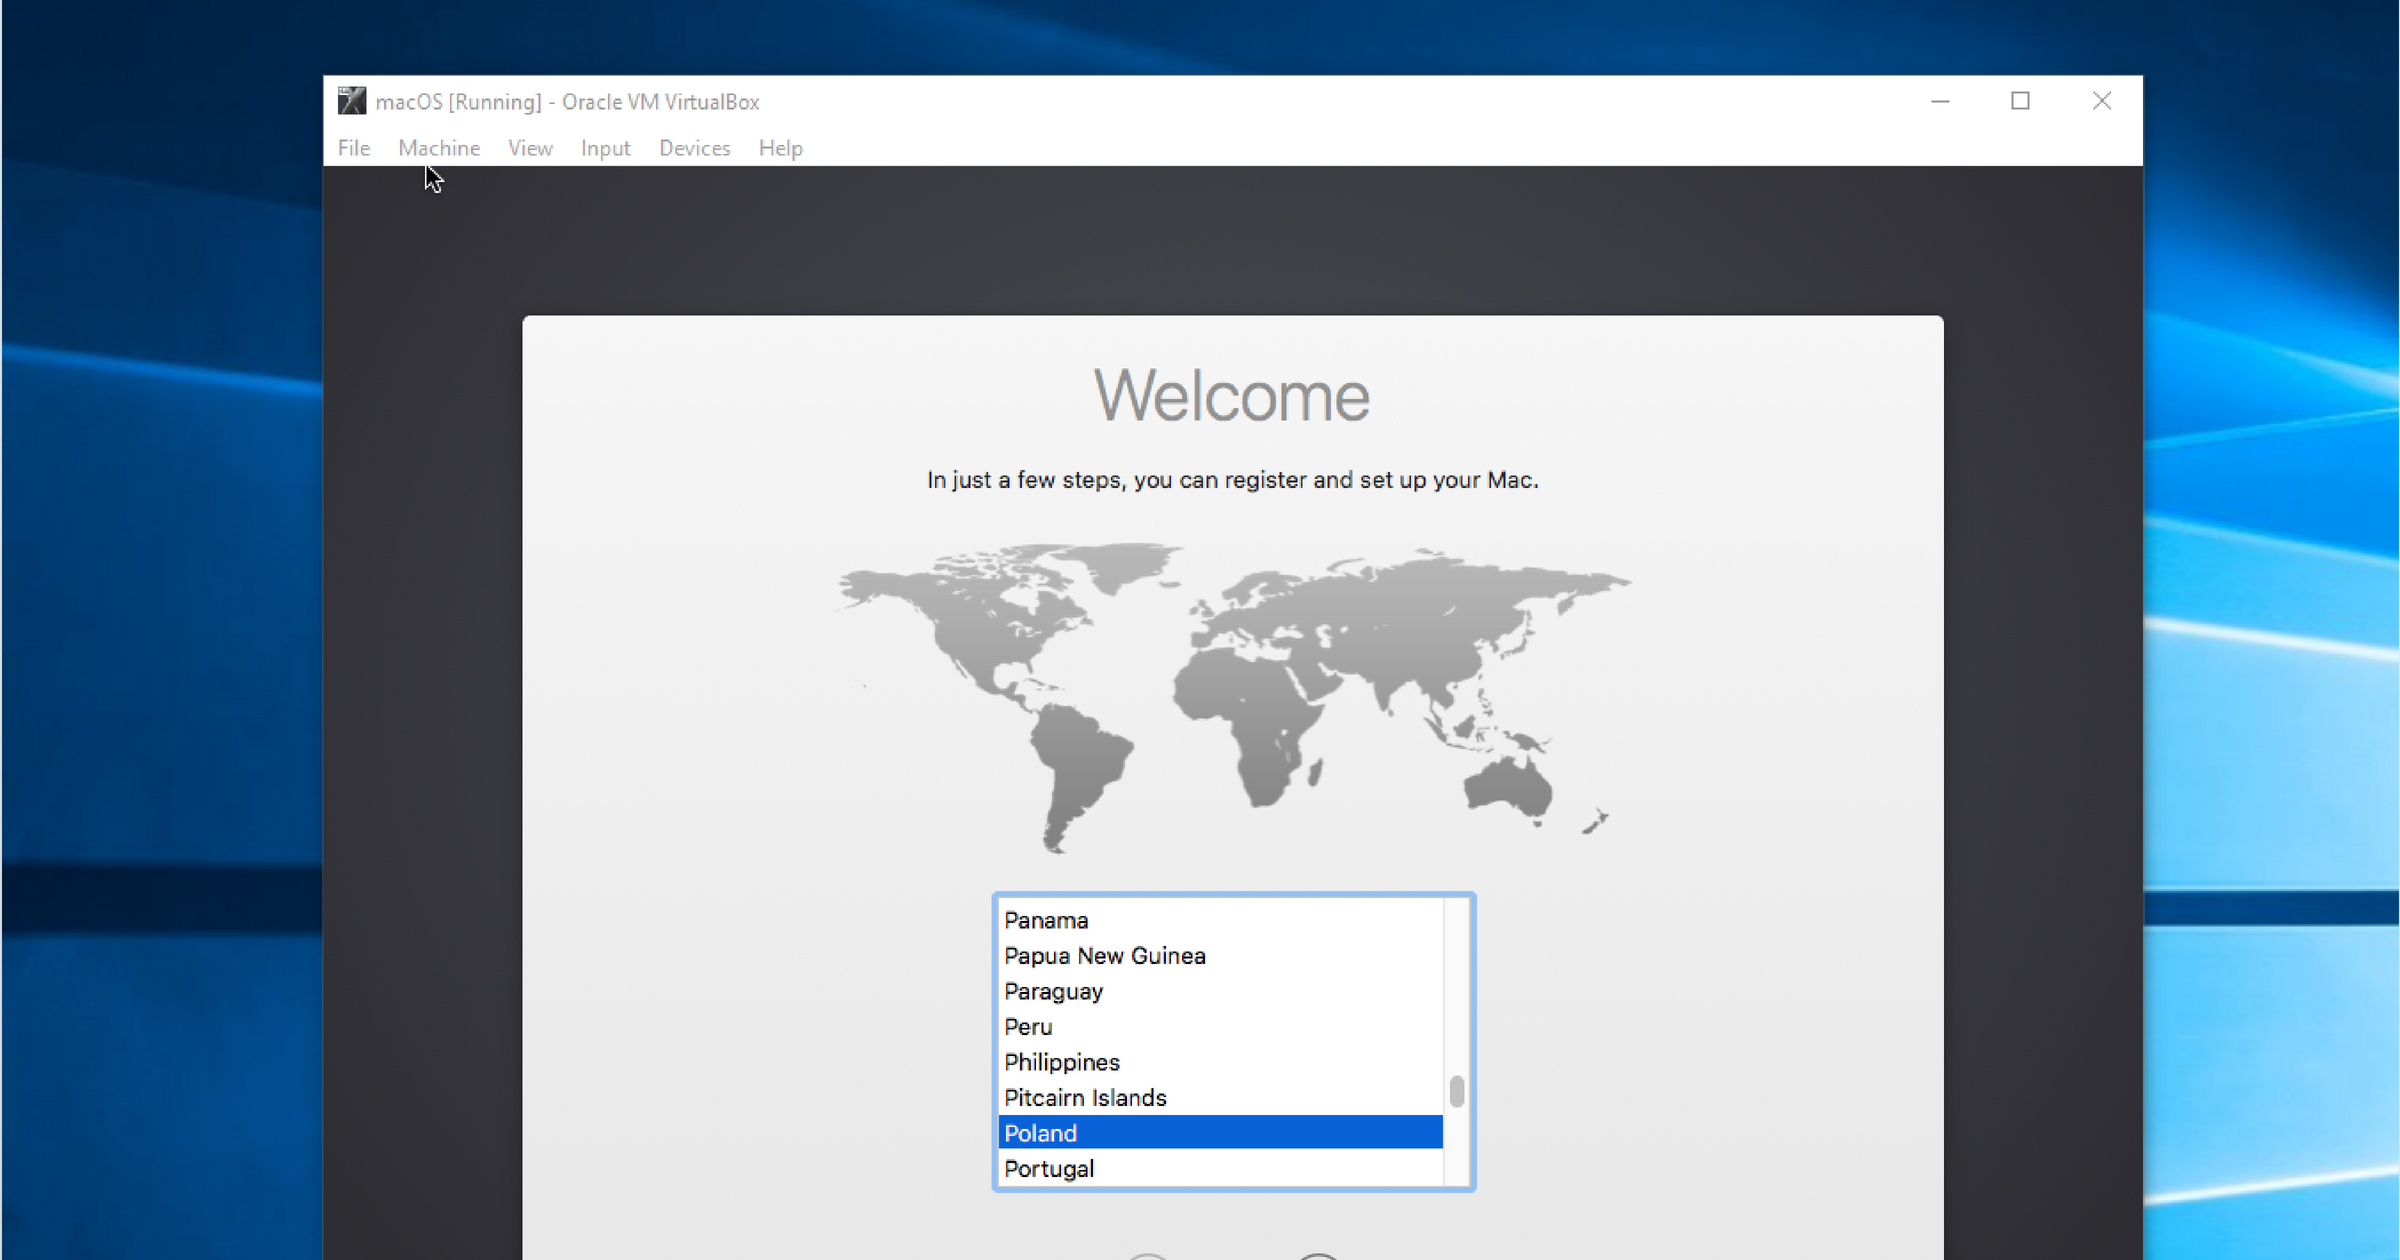 macOS [Running] - Oracle VM VirtualBox
File Machine View Input Devices Help
Welcome
In just a few steps, you can register and set up your Mac.
Panama
Papua New Guinea
Paraguay
Peru
Philippines
Pitcairn Islands
Poland
Portugal